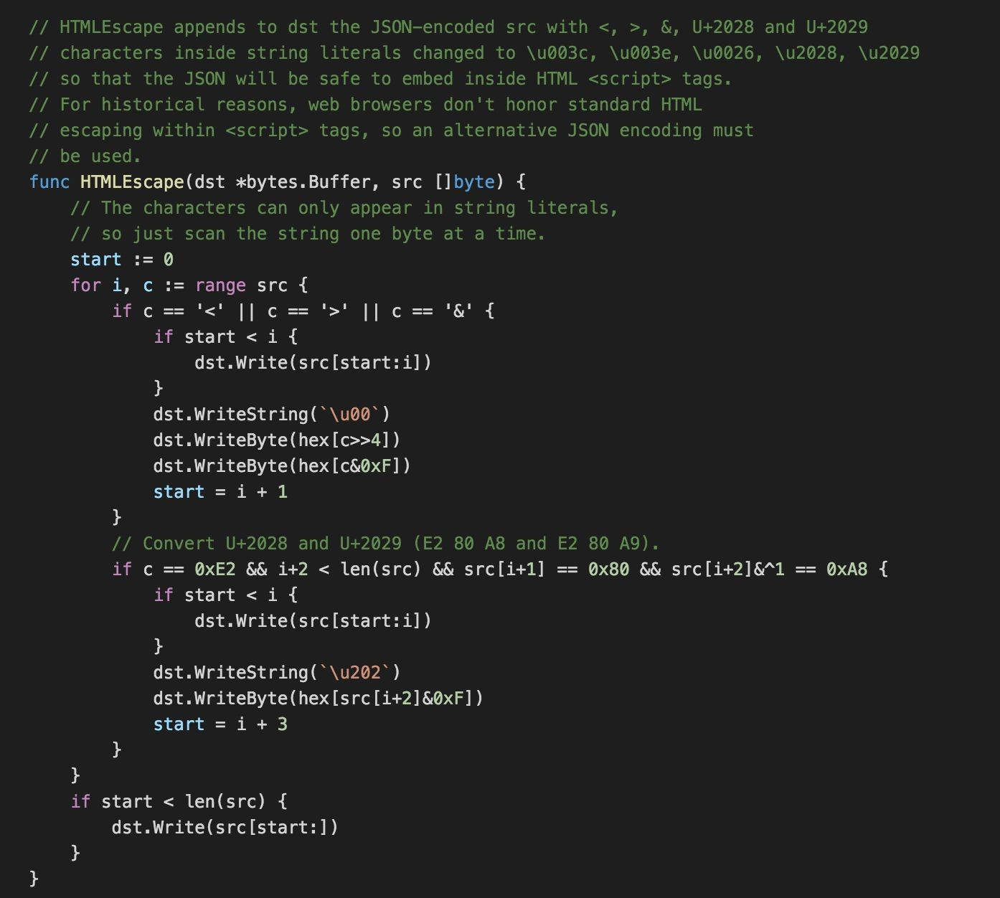 // HTMLEscape appends to dst the JSON-encoded src with <, >, &, U+2028 and U+2029
// characters inside string literals changed to \u003c, \u003e, \u0026, \u2028, \u2029
// so that the JSON will be safe to embed inside HTML <script> tags.
// For historical reasons, web browsers don't honor standard HTML
// escaping within <script> tags, so an alternative JSON encoding must
// be used.
func HTMLEscape(dst *bytes.Buffer, src []byte) {
    // The characters can only appear in string literals,
    // so just scan the string one byte at a time.
    start := 0
    for i, c := range src {
        if c == '<' || c == '>' || c == '&' {
            if start < i {
                dst.Write(src[start:i])
            }
            dst.WriteString(`\u00`)
            dst.WriteByte(hex[c>>4])
            dst.WriteByte(hex[c&0xF])
            start = i + 1
        }
        // Convert U+2028 and U+2029 (E2 80 A8 and E2 80 A9).
        if c == 0xE2 && i+2 < len(src) && src[i+1] == 0x80 && src[i+2]&^1 == 0xA8 {
            if start < i {
                dst.Write(src[start:i])
            }
            dst.WriteString(`\u202`)
            dst.WriteByte(hex[src[i+2]&0xF])
            start = i + 3
        }
    }
    if start < len(src) {
        dst.Write(src[start:])
    }
}